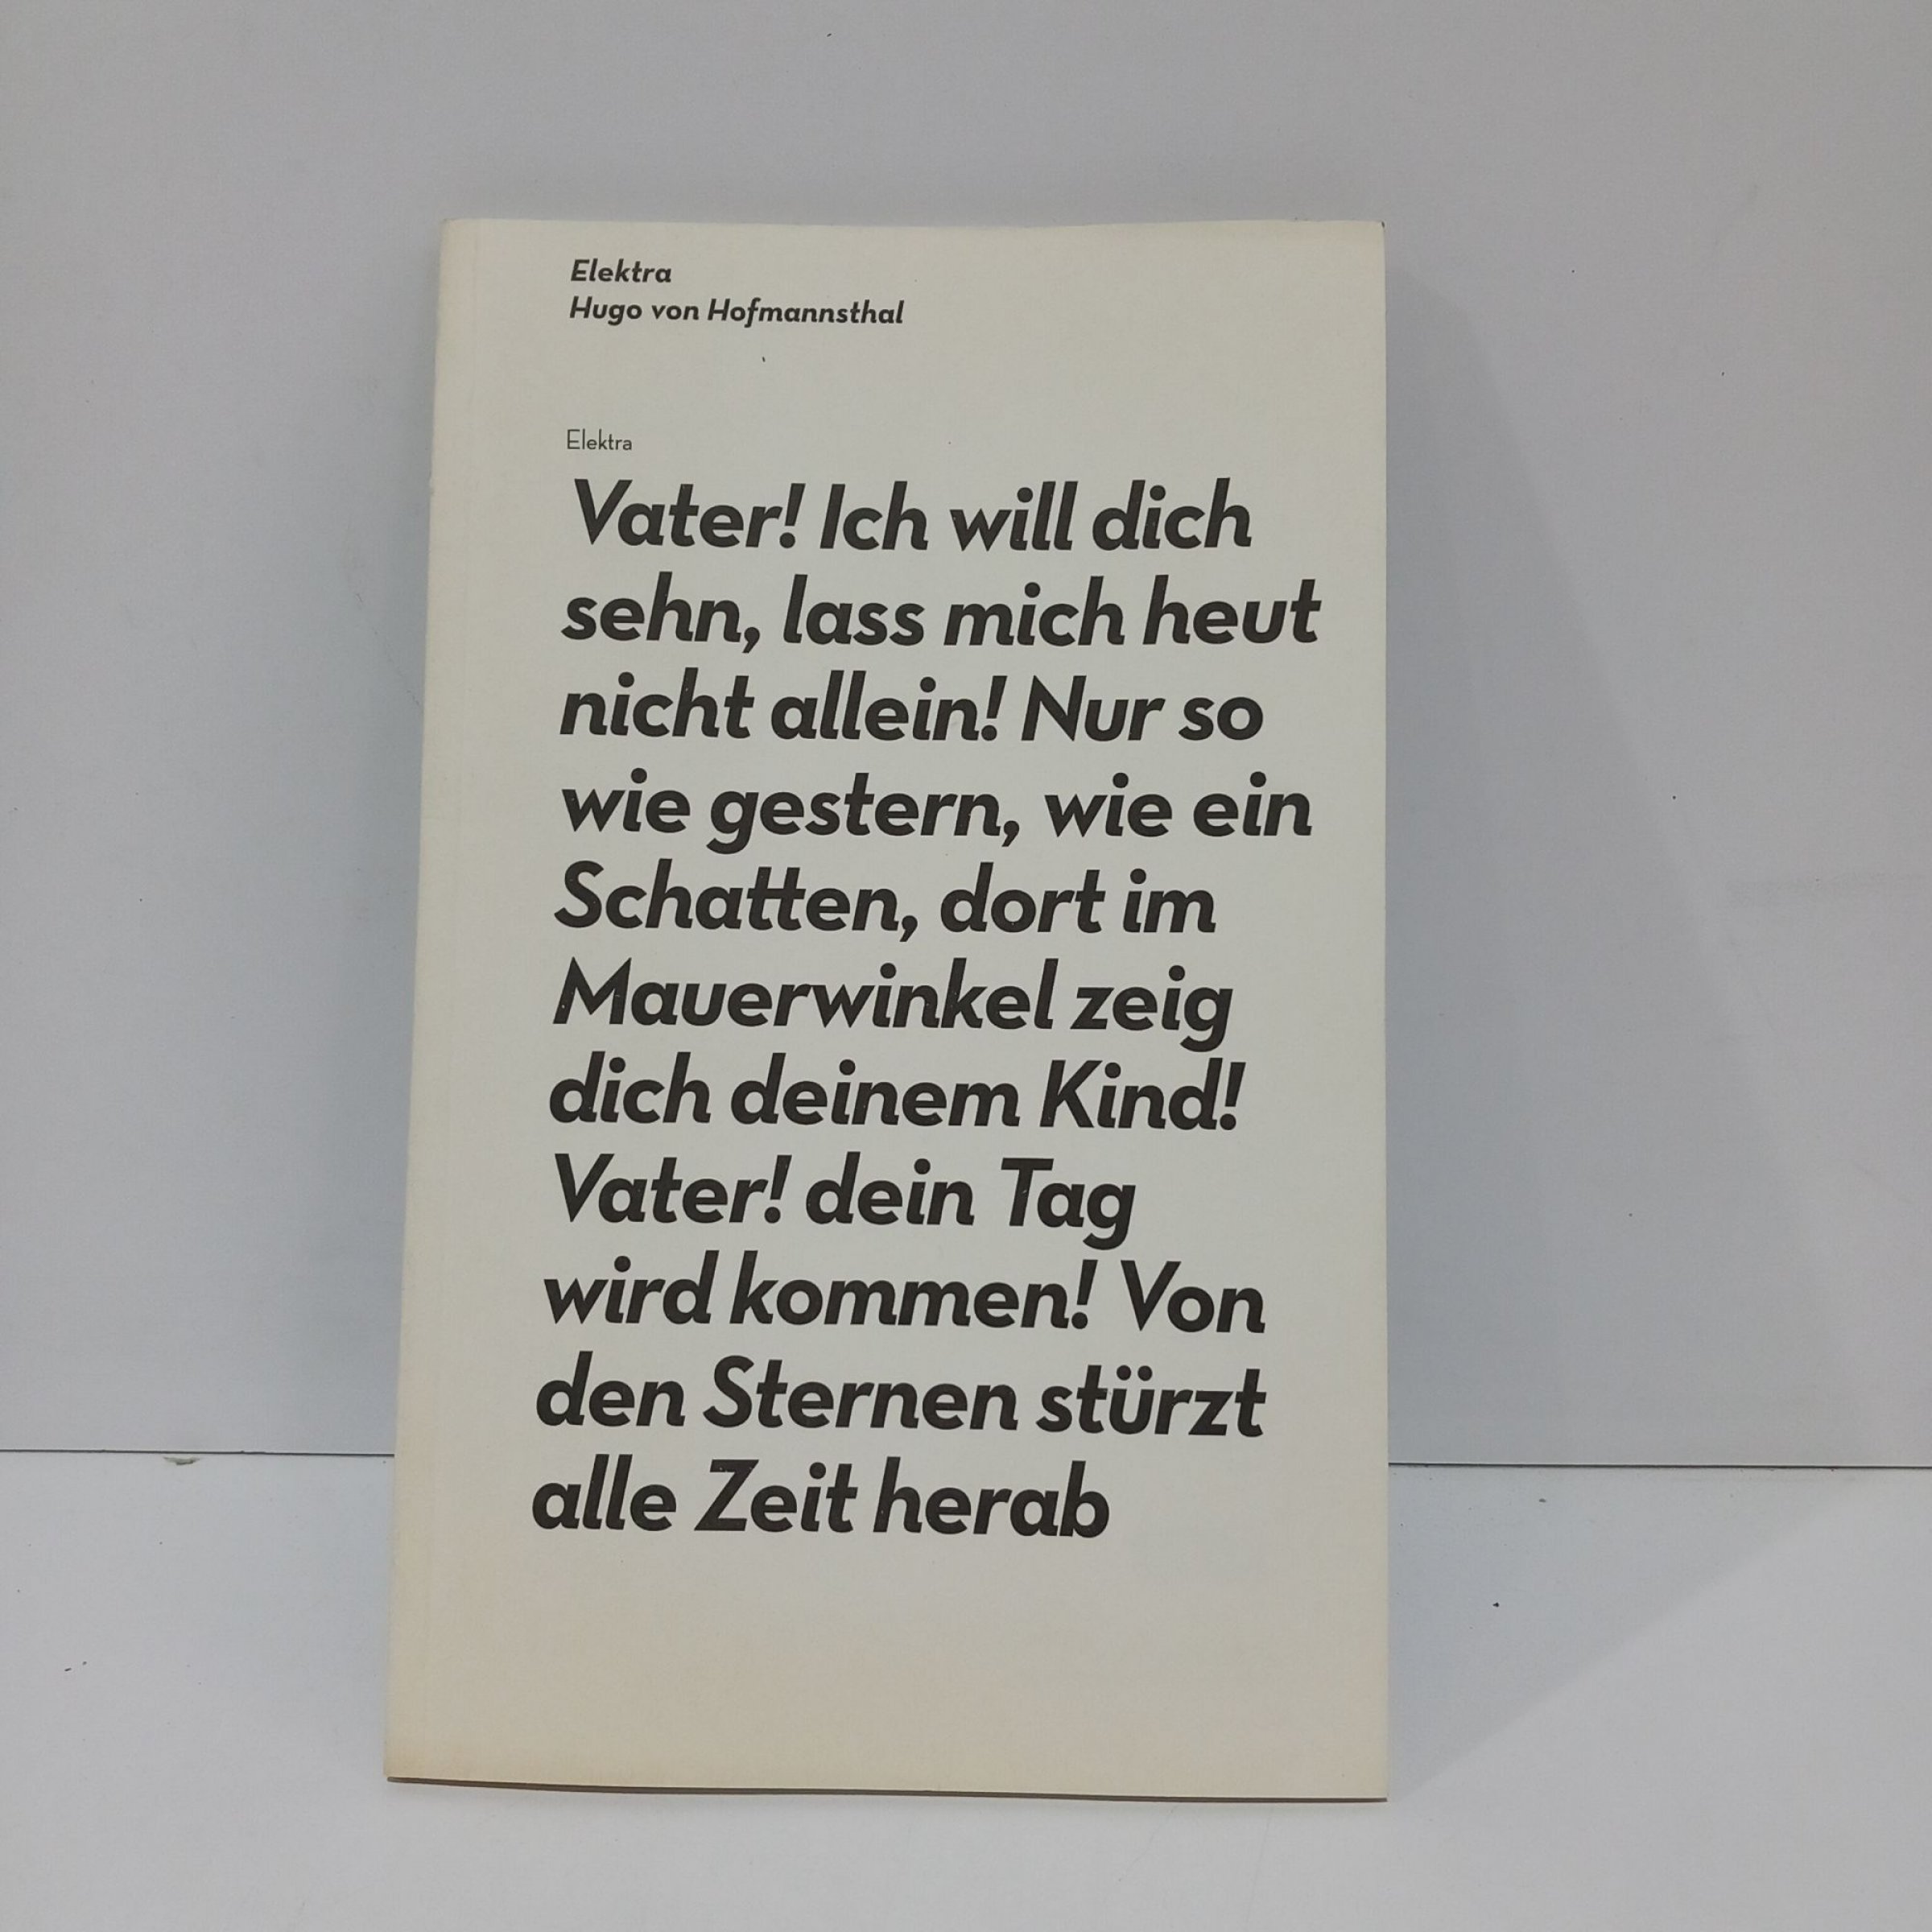 Elektra
Hugo von Hofmannsthal
Elektra
Vater! Ich will dich
sehn, lass mich heut
nicht allein! Nur so
wie gestern, wie ein
Schatten, dort im
Mauerwinkel zeig
dich deinem Kind!
Vater! dein Tag
wird kommen! Von
den Sternen stürzt
alle Zeit herab